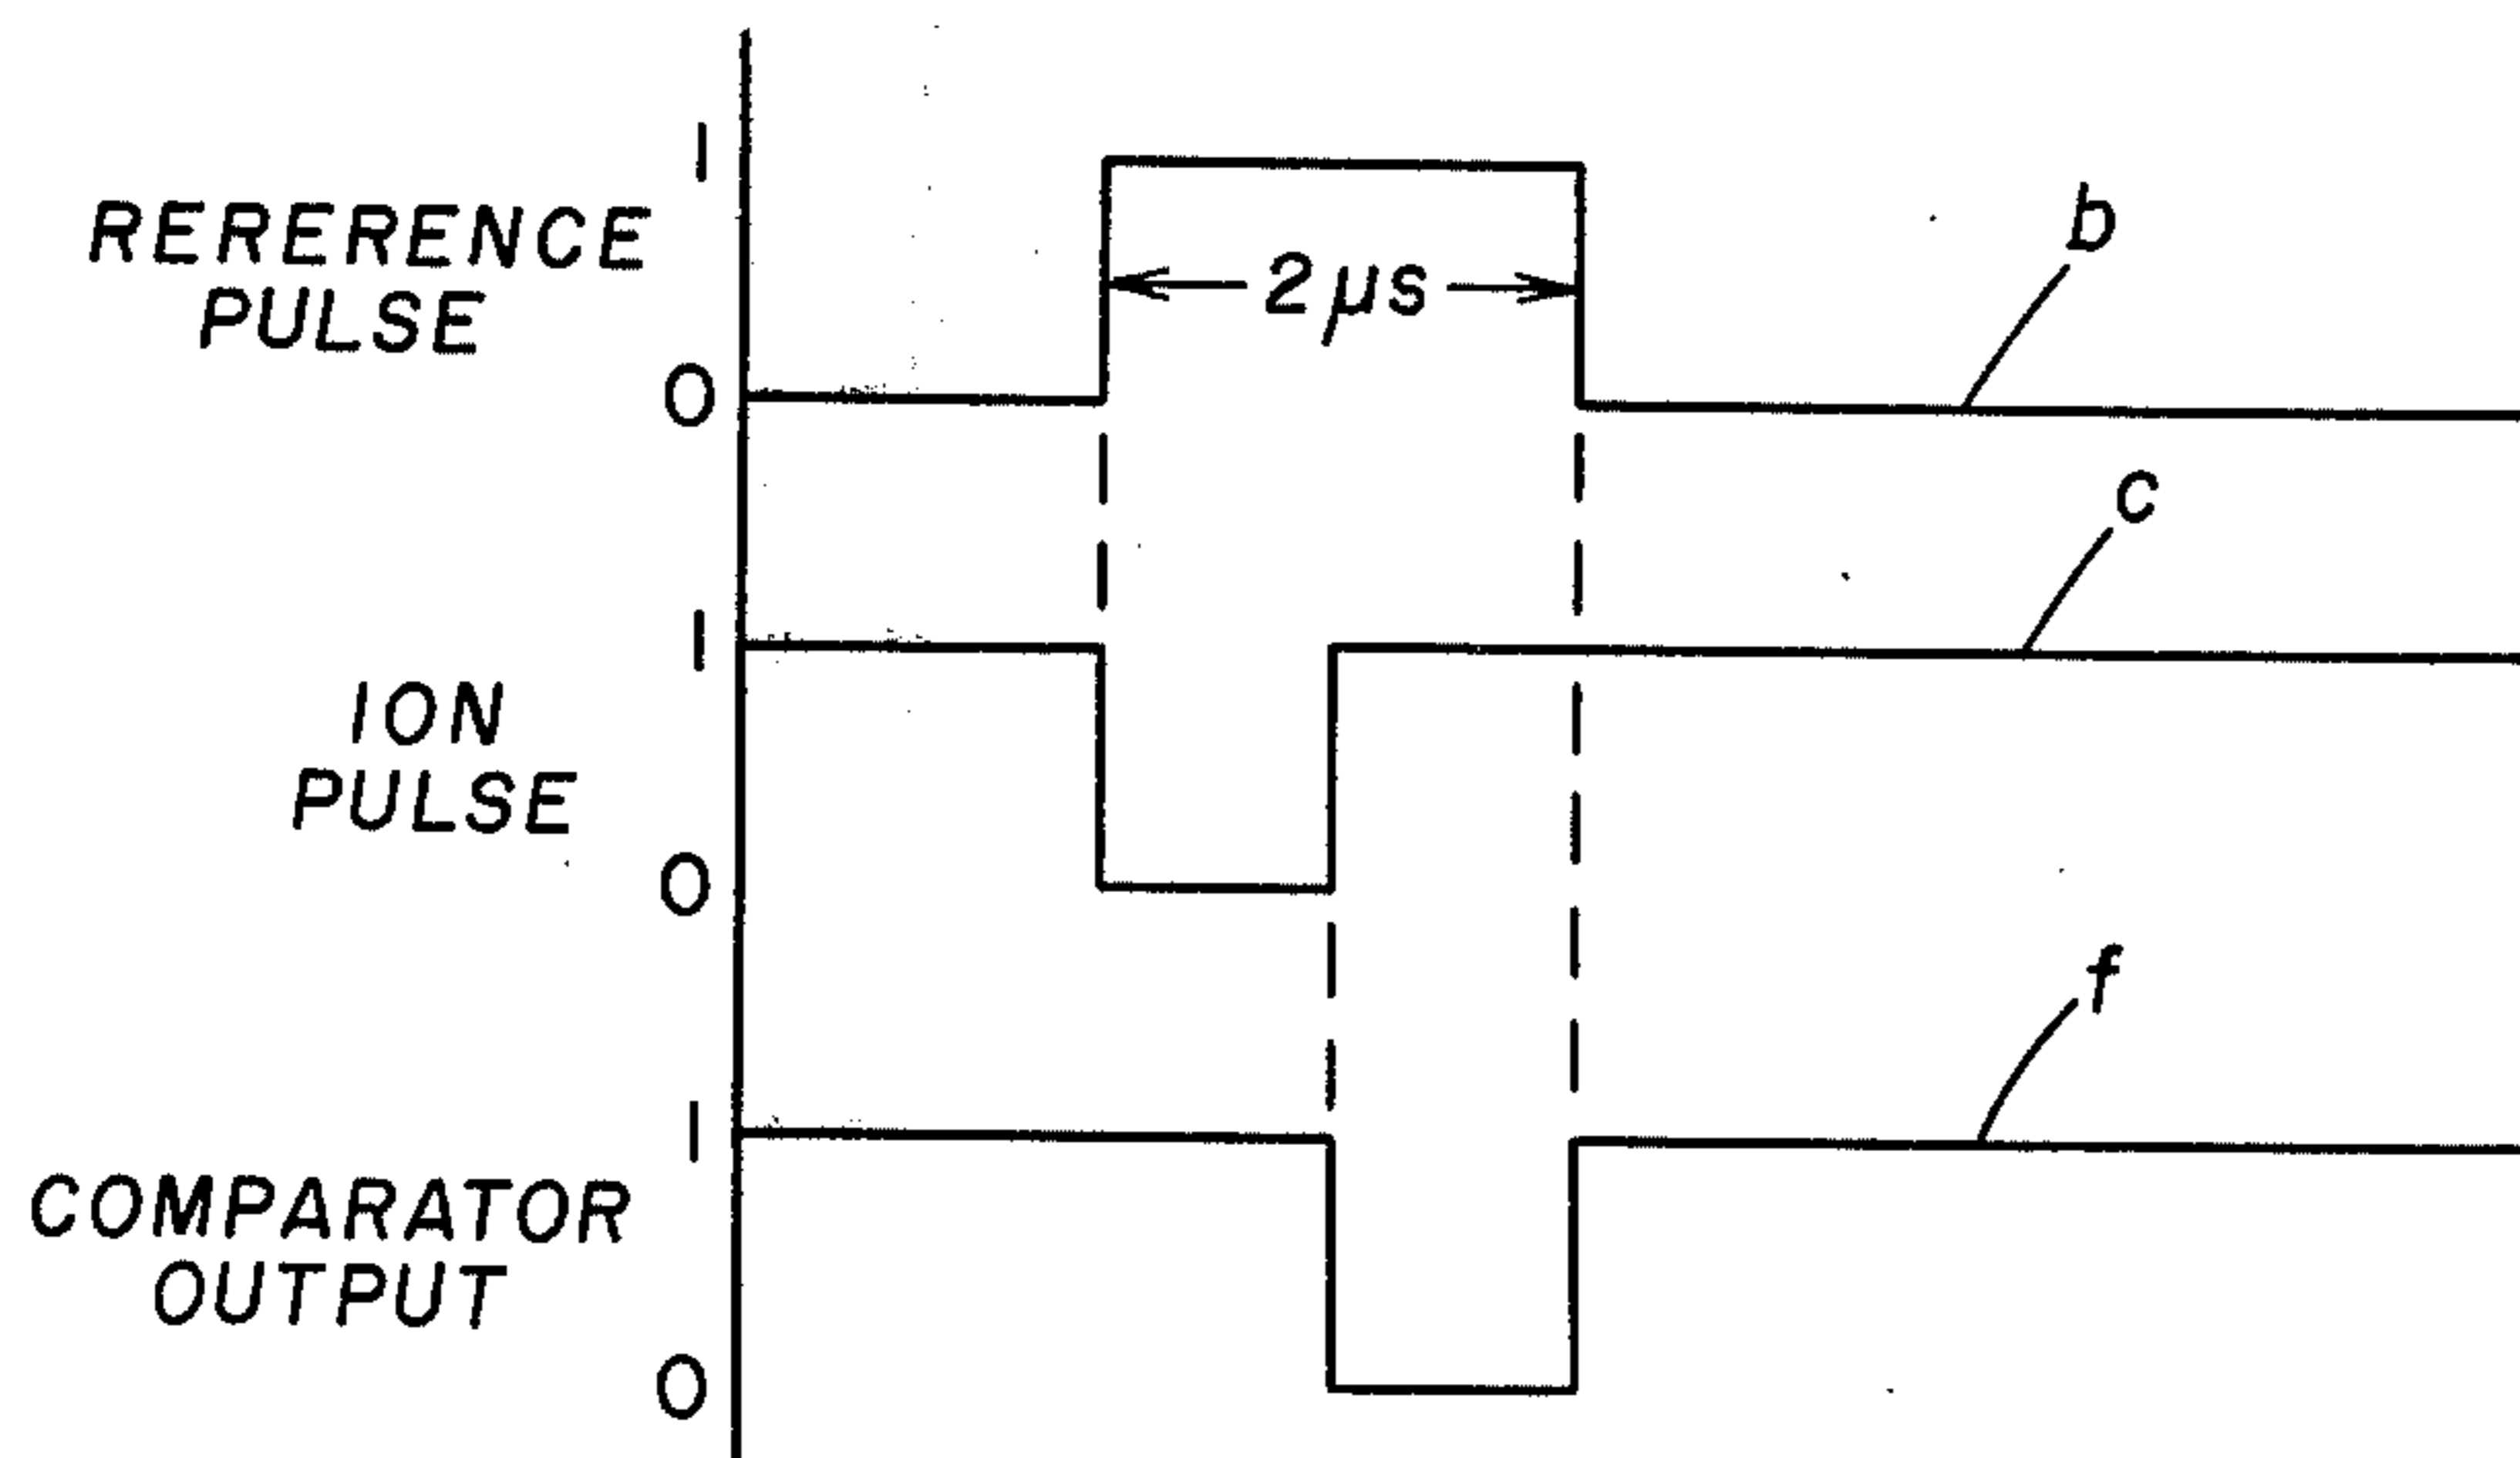 1
RERERENCE
PULSE
0
2μs
b
1
ION
PULSE
0
c
1
COMPARATOR
OUTPUT
0
f